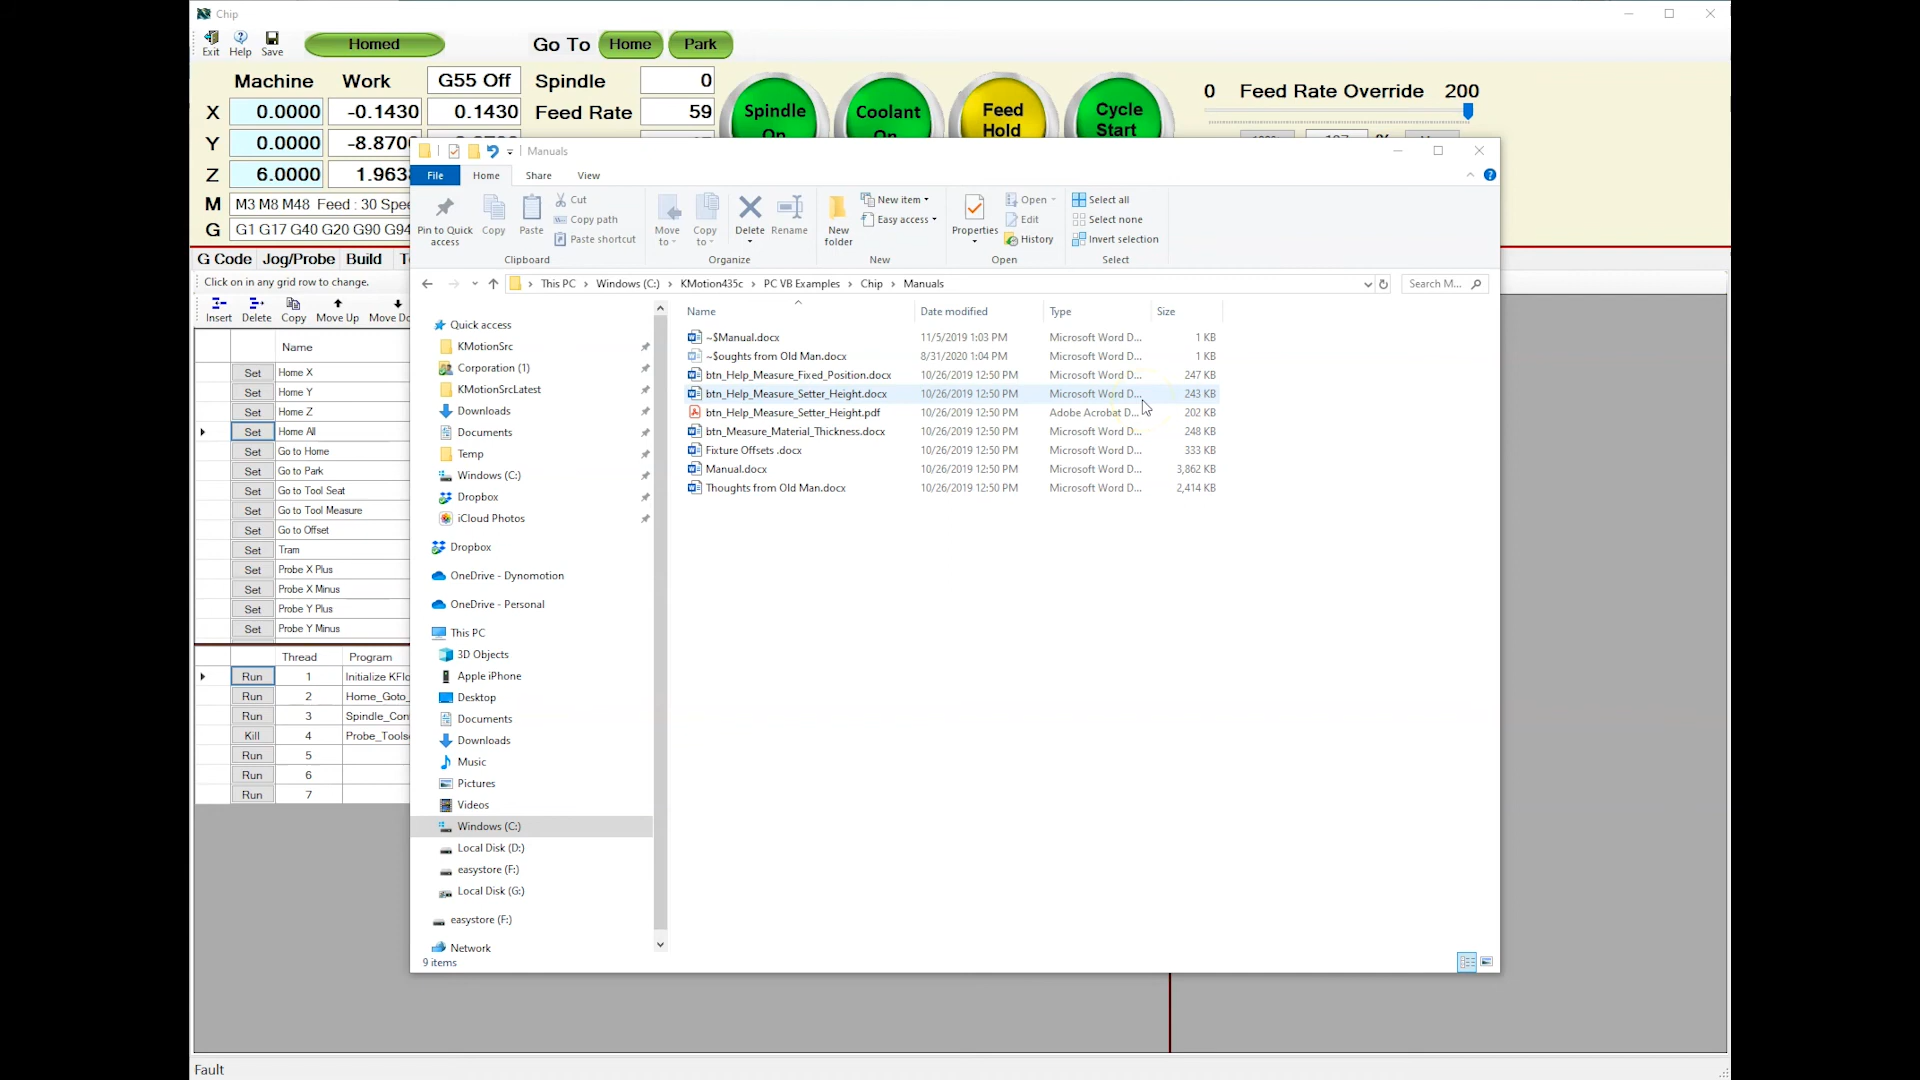 Chip
Exit Help Save Homed Go To Home Park
Machine Work G55 Off Spindle 0
0 Feed Rate Override 200
X 0.0000 -0.1430 0.1430 Feed Rate 59
Spindle
Coolant
Feed Hold
Cycle Start
Y 0.0000
Z 6.0000
M M3 M8 M48 Feed : 30
G G1 G17 G40 G20 G90 G94
G Code Jog/Probe Build
Click on in any grid row to change.
Insert Delete Copy Move Up
Name
Set Home X
Set Home Y
Set Home Z
Set Home All
Set Go to Home
Set Go to Park
Set Go to Tool Seat
Set Go to Tool Measure
Set Go to Offset
Set Tram
Set Probe X Plus
Set Probe X Minus
Set Probe Y Plus
Set Probe Y Minus
Thread Program
Run 1 Initialize
Run 2 Home_Goto_
Run 3
Kill 4
Run 5
Run 6
Run 7
Fault
Manuals
File Home Share View
Pin to Quick access
Copy
Paste
Cut
Copy path
Paste shortcut
Clipboard
Move to
Copy to
Delete
Rename
Organize
New folder
New item
Easy access
New
Properties
Open
Edit
History
Open
Select all
Select none
Invert selection
Select
This PC > Windows (C:) > KMotion435c > PC VB Examples > Chip > Manuals
Search M...
Quick access
KMotionSrc
Corporation (1)
KMotionSrcLatest
Downloads
Documents
Temp
Windows (C:)
Dropbox
iCloud Photos
Dropbox
OneDrive - Dynomotion
OneDrive - Personal
This PC
3D Objects
Apple iPhone
Desktop
Documents
Downloads
Music
Pictures
Videos
Windows (C:)
Local Disk (D:)
easystore (F:)
Local Disk (G:)
easystore (F:)
Network
Name Date modified Type Size
~$Manual.docx 11/5/2019 1:03 PM Microsoft Word D... 1 KB
~$oughts from Old Man.docx 8/31/2020 1:04 PM Microsoft Word D... 1 KB
btn_Help_Measure_Fixed_Position.docx 10/26/2019 12:50 PM Microsoft Word D... 247 KB
btn_Help_Measure_Setter_Height.docx 10/26/2019 12:50 PM Microsoft Word D... 243 KB
btn_Help_Measure_Setter_Height.pdf 10/26/2019 12:50 PM Adobe Acrobat D... 202 KB
btn_Measure_Material_Thickness.docx 10/26/2019 12:50 PM Microsoft Word D... 248 KB
Fixture Offsets .docx 10/26/2019 12:50 PM Microsoft Word D... 333 KB
Manual.docx 10/26/2019 12:50 PM Microsoft Word D... 3,862 KB
Thoughts from Old Man.docx 10/26/2019 12:50 PM Microsoft Word D... 2,414 KB
9 items